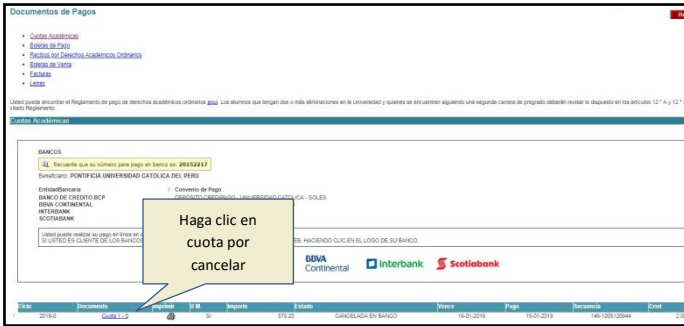 Documentos de Pagos
Cuotas Académicas
Boletas de Pago
Recibos por Derechos Académicos Ordinarios
Boletas de Venta
Facturas
Letras
Usted puede encontrar el Reglamento de pago de derechos académicos ordinarios aquí. Los alumnos que tengan dos o más eliminaciones en la Universidad y quienes se encuentren siguiendo una segunda carrera de pregrado deberán revisar lo dispuesto en los artículos 12.° A y 12.°
citado Reglamento.
Cuotas Académicas
BANCOS
Recuerde que su número para pago en banco es: 20152217
Beneficiario: PONTIFICIA UNIVERSIDAD CATOLICA DEL PERU
EntidadBancaria / Convenio de Pago
BANCO DE CRÉDITO BCP : DEPÓSITO CREDIPAGO - UNIVERSIDAD CATOLICA - SOLES
BBVA CONTINENTAL
INTERBANK
SCOTIABANK
Usted puede realizar su pago en línea en
SI USTED ES CLIENTE DE LOS BANCOS WEB, HACIENDO CLIC EN EL LOGO DE SU BANCO
Haga clic en
cuota por
cancelar
BBVA
Continental
Interbank
Scotiabank
Ciclo Documento Imprimir U.M. Importe Estado Vence Pago Secuencia Cred
1 2019-0 Cuota 1 - S S/ 575.20 CANCELADA EN BANCO 16-01-2019 15-01-2019 2.0